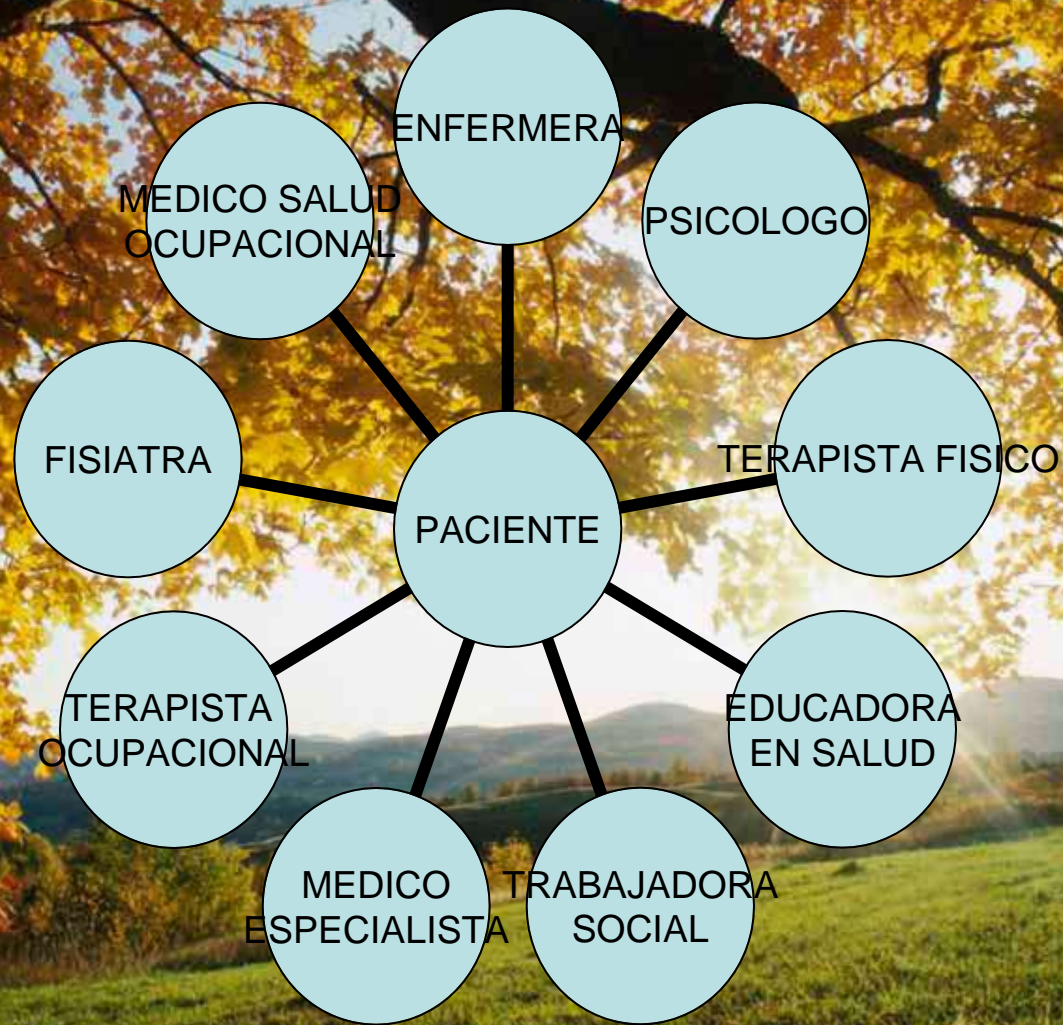 ENFERMERA
MEDICO SALUD
OCUPACIONAL
PSICOLOGO
FISIATRA
TERAPISTA FISICO
PACIENTE
TERAPISTA
OCUPACIONAL
EDUCADORA
EN SALUD
MEDICO
ESPECIALISTA
TRABAJADORA
SOCIAL